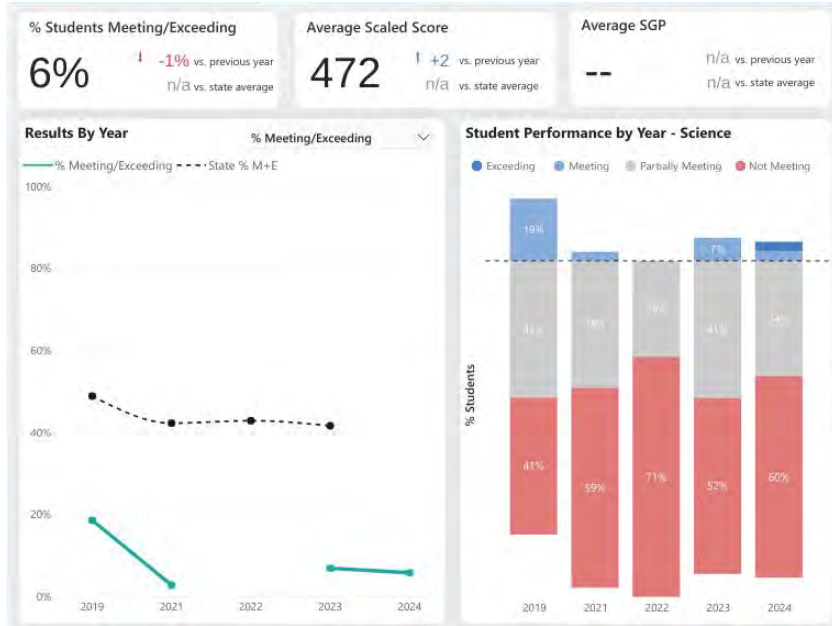 % Students Meeting/Exceeding
6%
-1% vs. previous year
n/a vs. state average
Average Scaled Score
472
+2 vs. previous year
n/a vs. state average
Average SGP
--
n/a vs. previous year
n/a vs. state average
Results By Year
% Meeting/Exceeding
% Meeting/Exceeding State % M+E
100%
80%
60%
40%
20%
0%
2019 2021 2022 2023 2024
Student Performance by Year - Science
Exceeding Meeting Partially Meeting Not Meeting
% Students
19% 7%
41% 38% 41% 34%
41% 59% 71% 52% 60%
2019 2021 2022 2023 2024